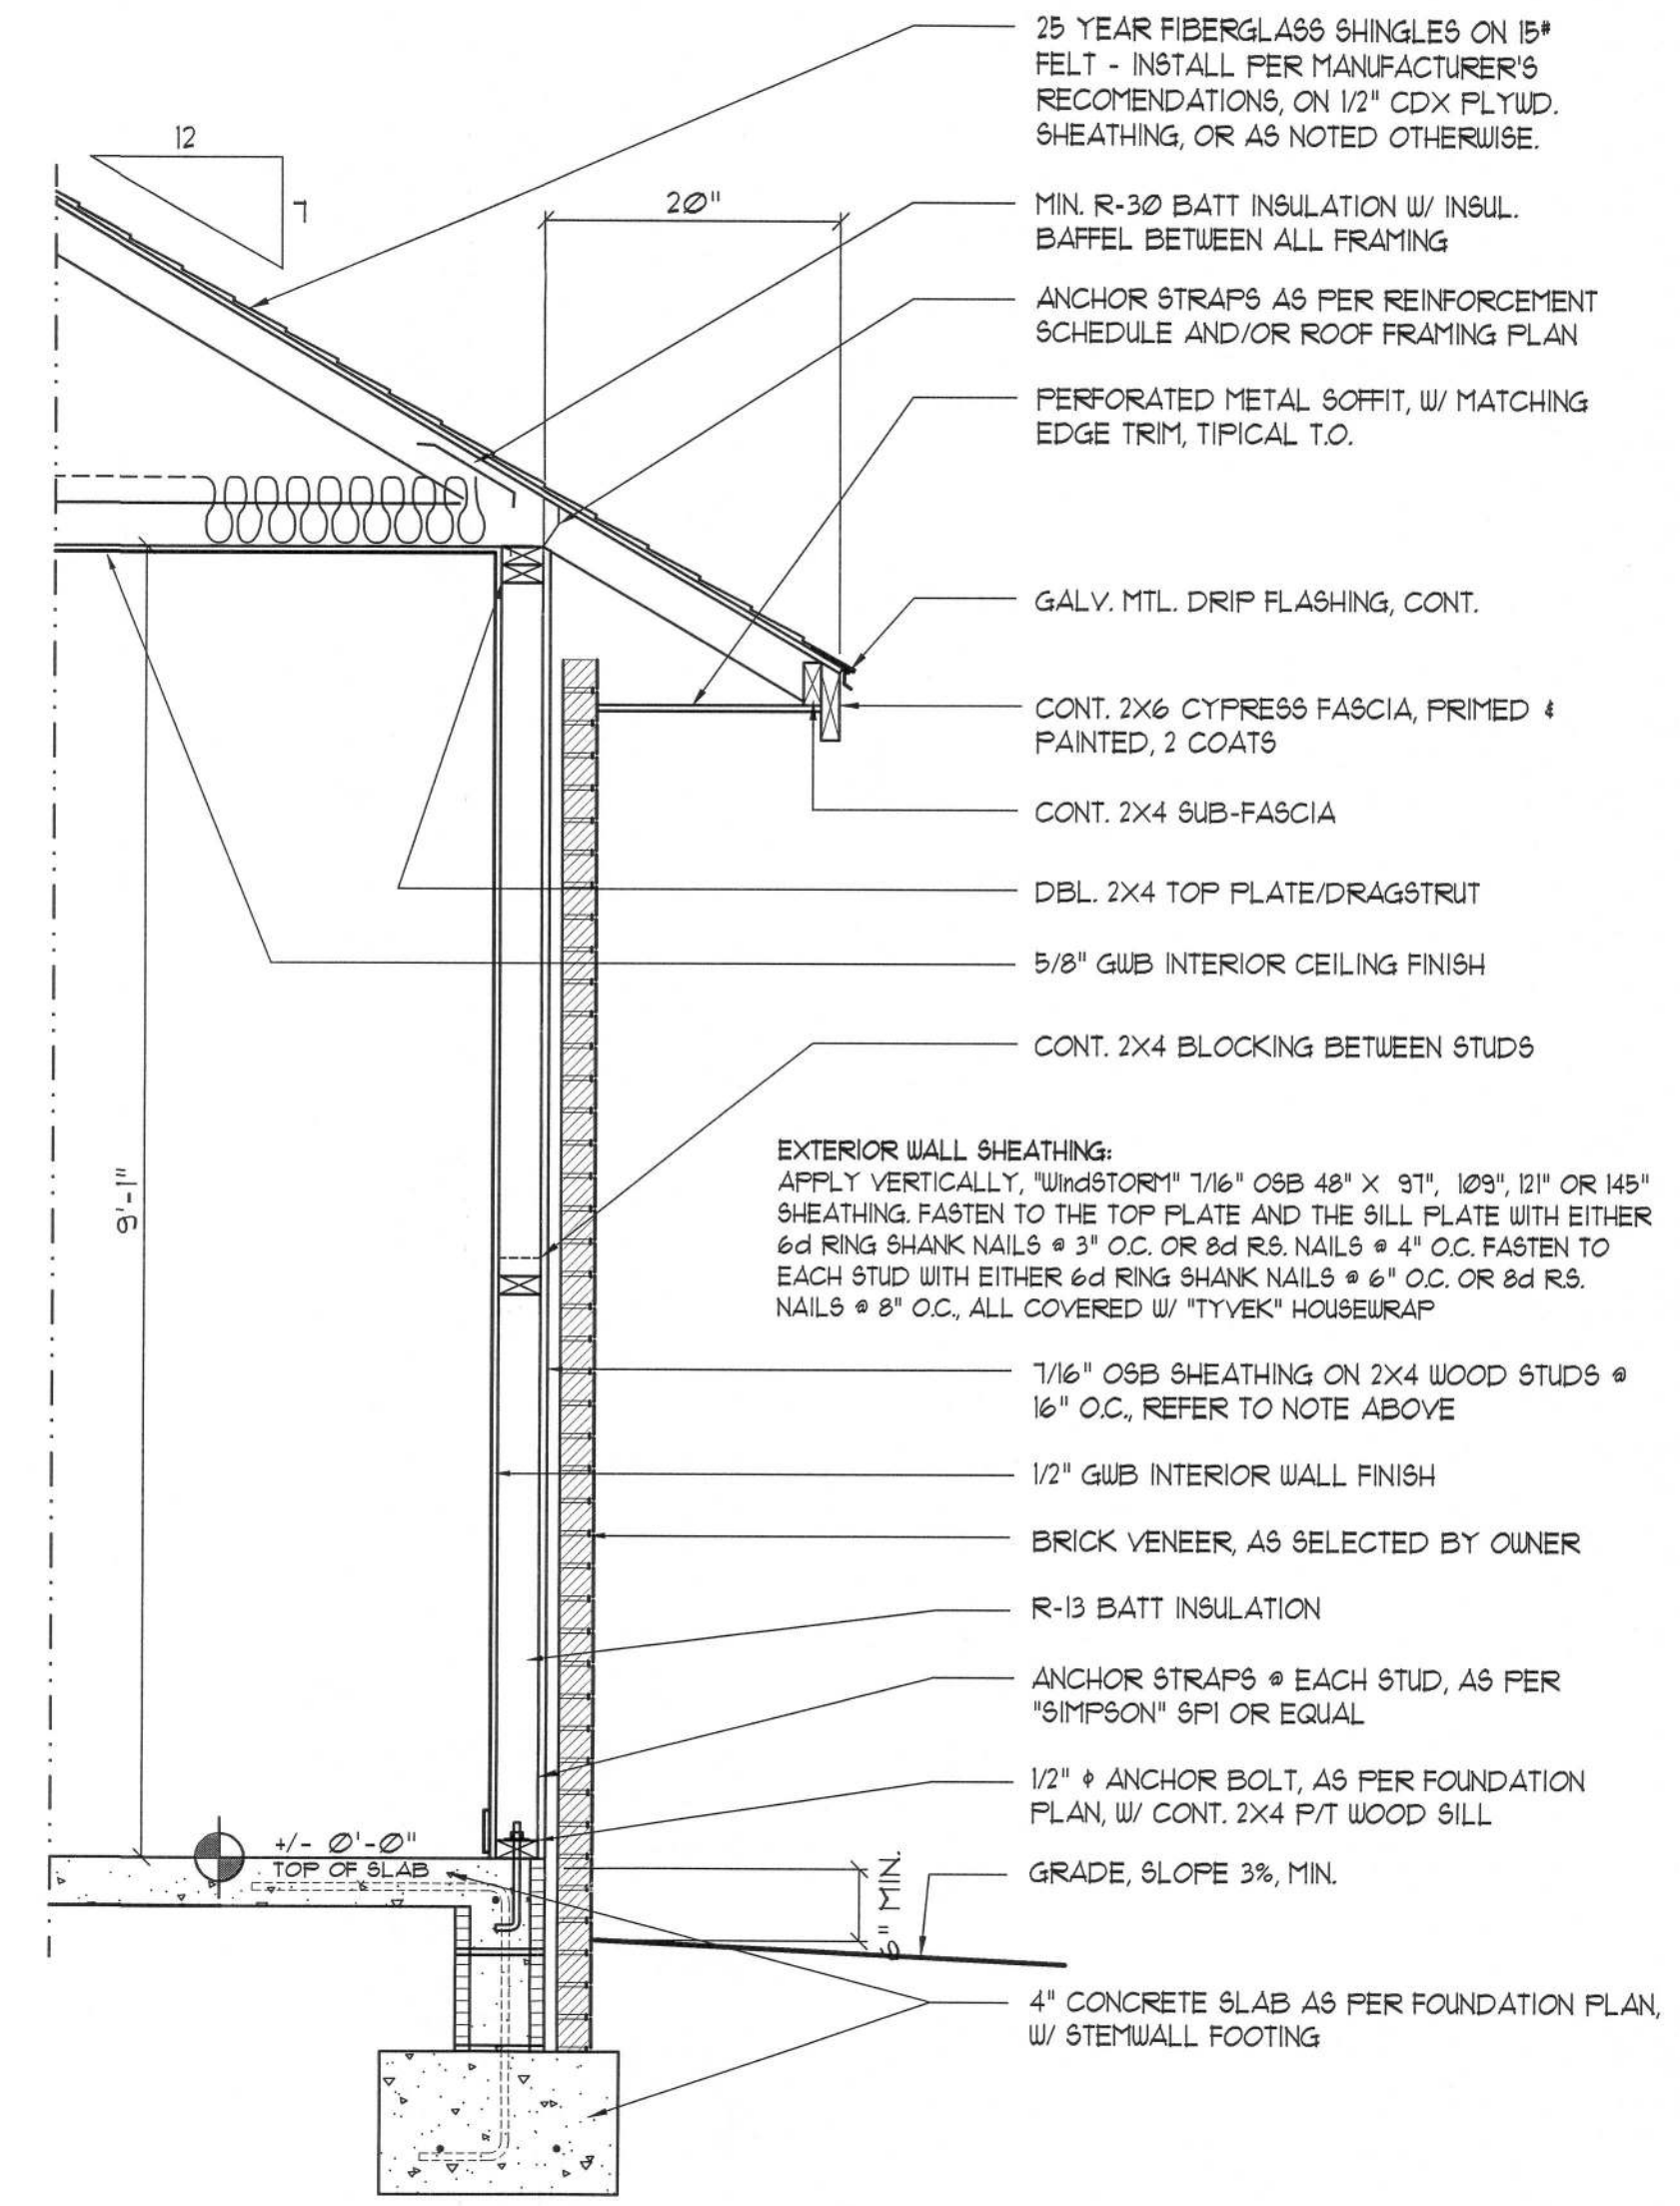 25 YEAR FIBERGLASS SHINGLES ON 15#
FELT - INSTALL PER MANUFACTURER'S
RECOMENDATIONS, ON 1/2" CDX PLYWD.
SHEATHING, OR AS NOTED OTHERWISE.
12
7
20"
MIN. R-30 BATT INSULATION W/ INSUL.
BAFFEL BETWEEN ALL FRAMING
ANCHOR STRAPS AS PER REINFORCEMENT
SCHEDULE AND/OR ROOF FRAMING PLAN
PERFORATED METAL SOFFIT, W/ MATCHING
EDGE TRIM, TIPICAL T.O.
GALV. MTL. DRIP FLASHING, CONT.
CONT. 2X6 CYPRESS FASCIA, PRIMED &
PAINTED, 2 COATS
CONT. 2X4 SUB-FASCIA
DBL. 2X4 TOP PLATE/DRAGSTRUT
5/8" GWB INTERIOR CEILING FINISH
CONT. 2X4 BLOCKING BETWEEN STUDS
9'-1"
EXTERIOR WALL SHEATHING:
APPLY VERTICALLY, "WindSTORM" 7/16" OSB 48" X 97", 109", 121" OR 145"
SHEATHING. FASTEN TO THE TOP PLATE AND THE SILL PLATE WITH EITHER
6d RING SHANK NAILS @ 3" O.C. OR 8d R.S. NAILS @ 4" O.C. FASTEN TO
EACH STUD WITH EITHER 6d RING SHANK NAILS @ 6" O.C. OR 8d R.S.
NAILS @ 8" O.C., ALL COVERED W/ "TYVEK" HOUSEWRAP
7/16" OSB SHEATHING ON 2X4 WOOD STUDS @
16" O.C., REFER TO NOTE ABOVE
1/2" GWB INTERIOR WALL FINISH
BRICK VENEER, AS SELECTED BY OWNER
R-13 BATT INSULATION
ANCHOR STRAPS @ EACH STUD, AS PER
"SIMPSON" SP1 OR EQUAL
1/2" φ ANCHOR BOLT, AS PER FOUNDATION
PLAN, W/ CONT. 2X4 P/T WOOD SILL
+/- 0'-0"
TOP OF SLAB
MIN.
GRADE, SLOPE 3%, MIN.
4" CONCRETE SLAB AS PER FOUNDATION PLAN,
W/ STEMWALL FOOTING